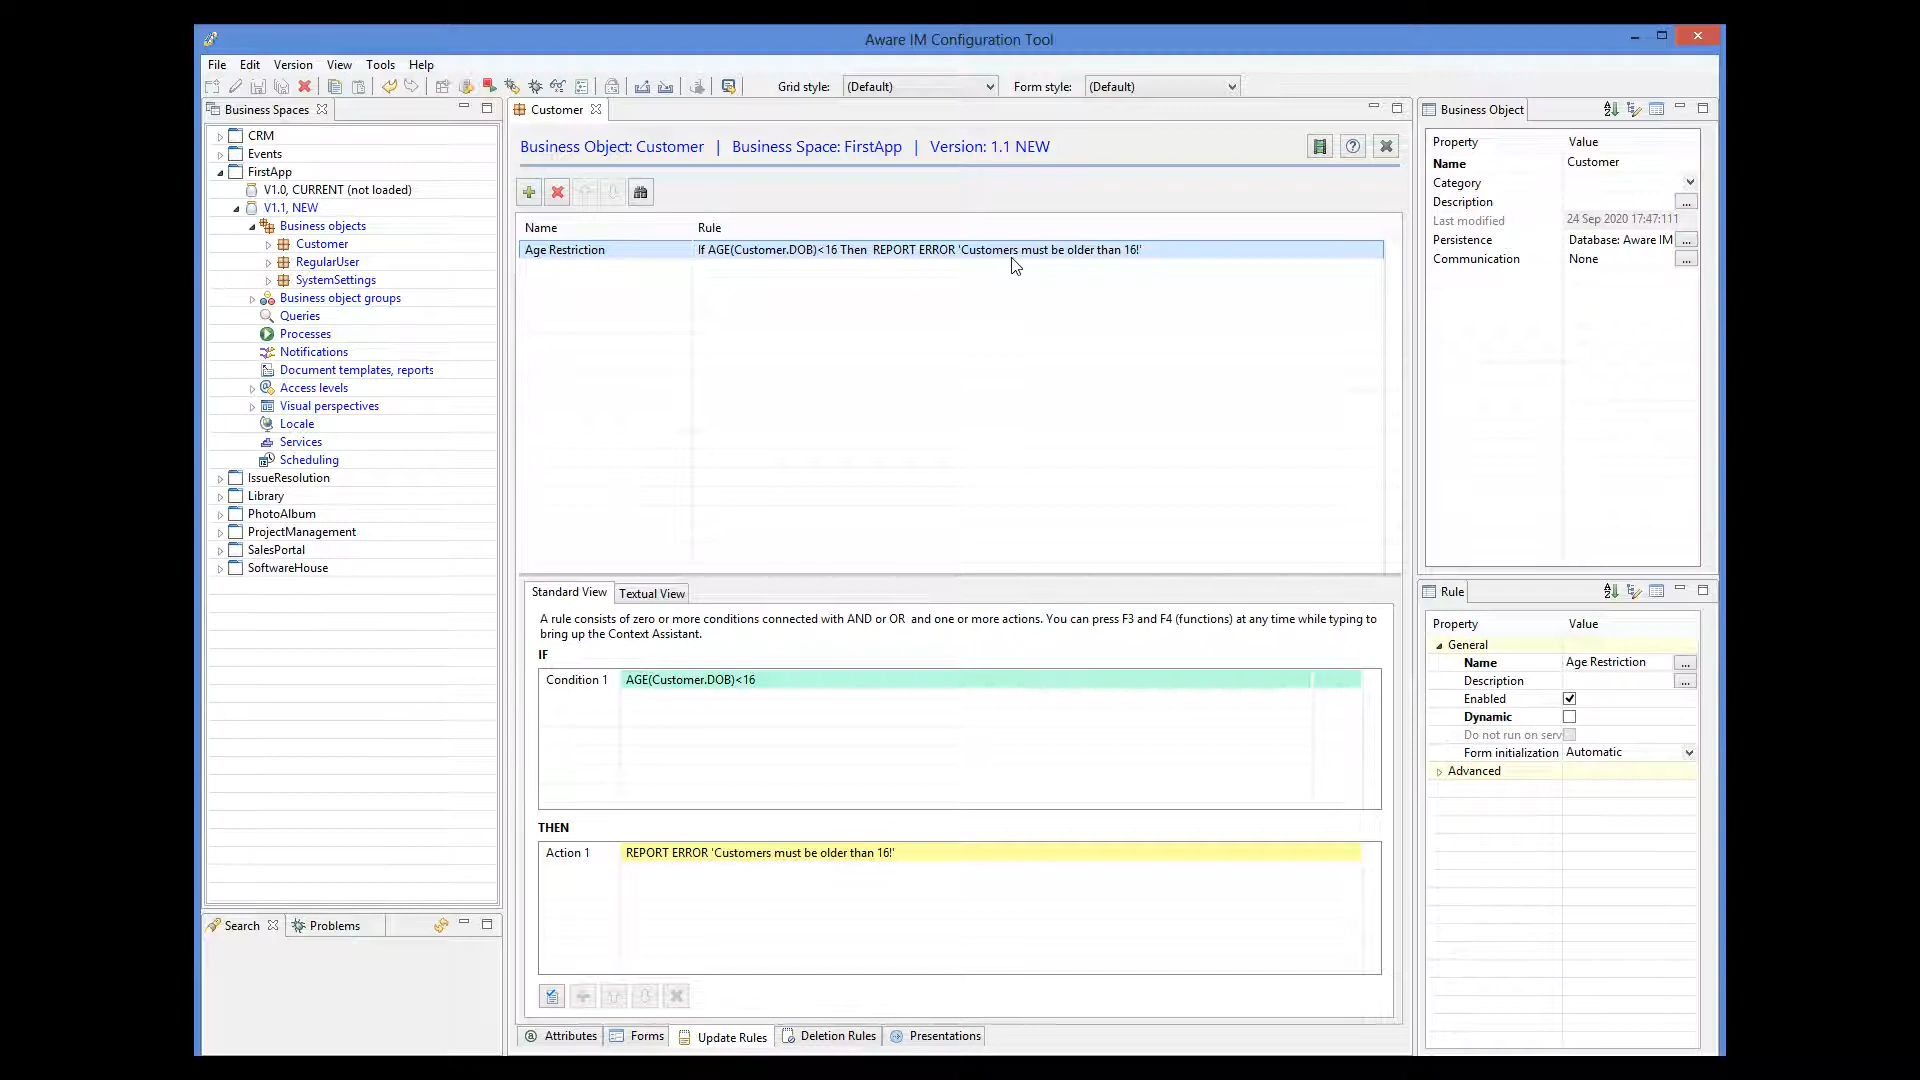 Aware IM Configuration Tool
File Edit Version View Tools Help
Grid style: (Default) Form style: (Default)
Business Spaces
CRM
Events
FirstApp
V1.0, CURRENT (not loaded)
V1.1, NEW
Business objects
Customer
RegularUser
SystemSettings
Business object groups
Queries
Processes
Notifications
Document templates, reports
Access levels
Visual perspectives
Locale
Services
Scheduling
IssueResolution
Library
PhotoAlbum
ProjectManagement
SalesPortal
SoftwareHouse
Search Problems
Customer
Business Object: Customer | Business Space: FirstApp | Version: 1.1 NEW
Name Rule
Age Restriction If AGE(Customer.DOB)<16 Then REPORT ERROR 'Customers must be older than 16!'
Standard View Textual View
A rule consists of zero or more conditions connected with AND or OR and one or more actions. You can press F3 and F4 (functions) at any time while typing to
bring up the Context Assistant.
IF
Condition 1 AGE(Customer.DOB)<16
THEN
Action 1 REPORT ERROR 'Customers must be older than 16!'
Attributes Forms Update Rules Deletion Rules Presentations
Business Object
Property Value
Name Customer
Category
Description ...
Last modified 24 Sep 2020 17:47:111
Persistence Database: Aware IM ...
Communication None ...
Rule
Property Value
General
Name Age Restriction ...
Description ...
Enabled
Dynamic
Do not run on serv
Form initialization Automatic
Advanced